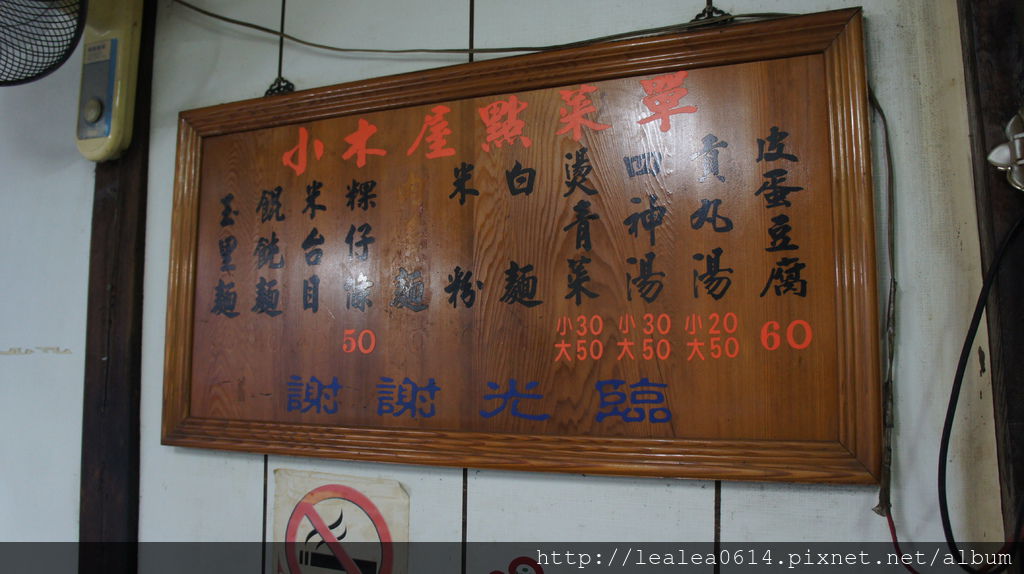 小木屋點菜單
玉里麵
餛飩麵
米台目
粿仔條
50
麵
米粉
白麵
燙青菜
小30
大50
四神湯
小30
大50
貢丸湯
小20
大50
皮蛋豆腐
60
謝謝光臨
http://lealea0614.pixnet.net/album